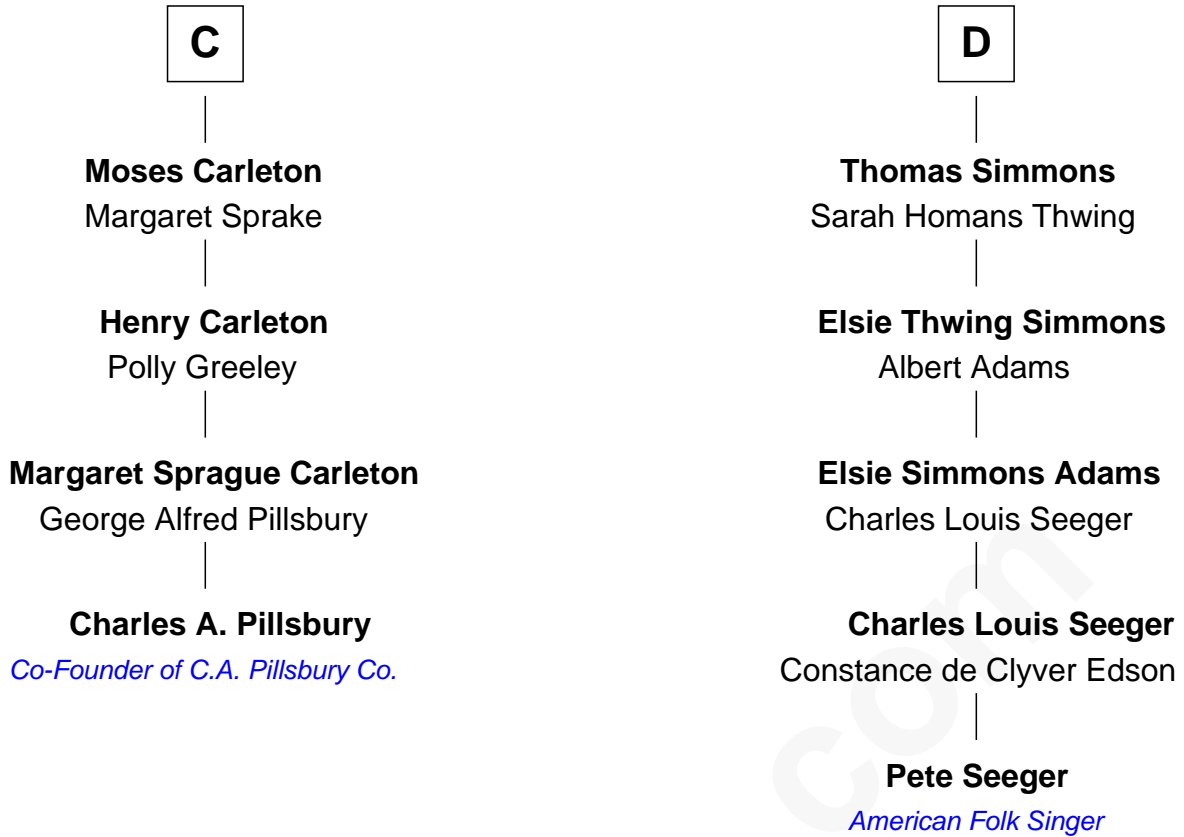 C
Moses Carleton
Margaret Sprake
Henry Carleton
Polly Greeley
Margaret Sprague Carleton
George Alfred Pillsbury
Charles A. Pillsbury
Co-Founder of C.A. Pillsbury Co.
D
Thomas Simmons
Sarah Homans Thwing
Elsie Thwing Simmons
Albert Adams
Elsie Simmons Adams
Charles Louis Seeger
Charles Louis Seeger
Constance de Clyver Edson
Pete Seeger
American Folk Singer
com